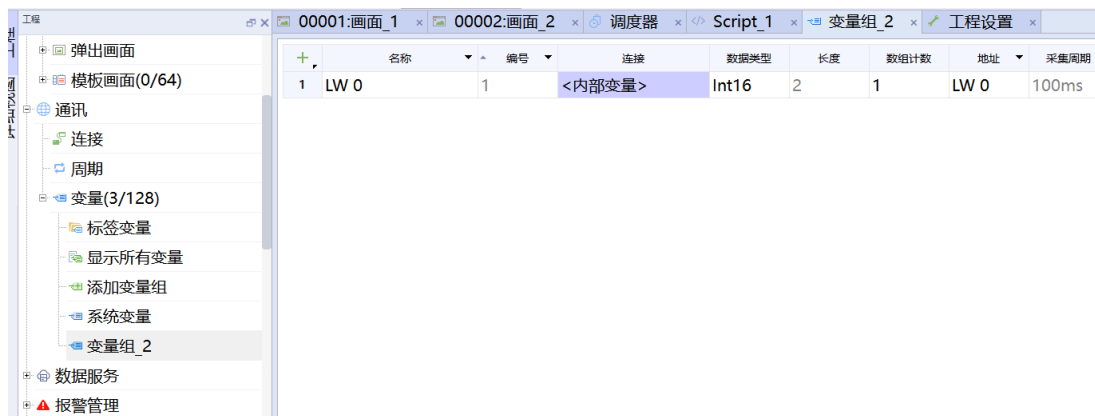 工程
00001:画面_1
00002:画面_2
调度器
Script_1
变量组_2
工程设置
弹出画面
模板画面(0/64)
通讯
连接
周期
变量(3/128)
标签变量
显示所有变量
添加变量组
系统变量
变量组_2
数据服务
报警管理
名称 编号 连接 数据类型 长度 数组计数 地址 采集周期
1 LW 0 1 <内部变量> Int16 2 1 LW 0 100ms